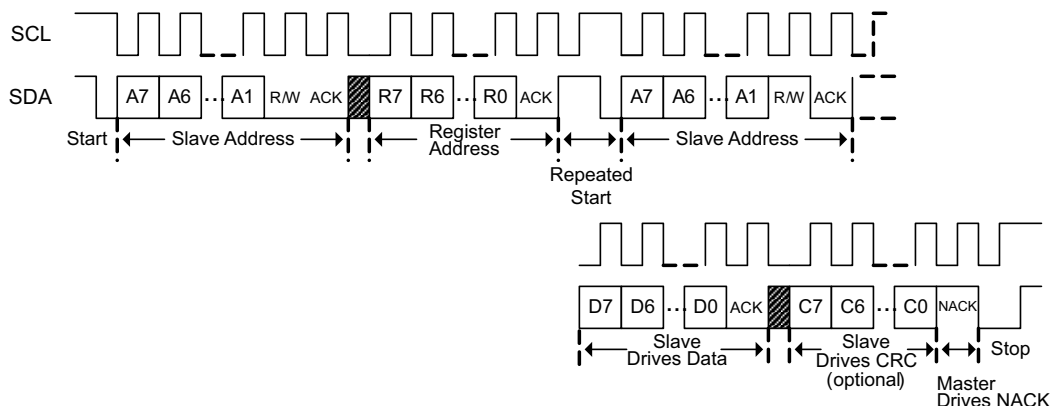 SCL
SDA
A7 A6 ... A1 R/W ACK R7 R6 ... R0 ACK A7 A6 ... A1 R/W ACK
Start Slave Address Register Address Repeated Start Slave Address
D7 D6 ... D0 ACK C7 C6 ... C0 NACK
Slave Drives Data Slave Drives CRC (optional) Master Drives NACK Stop